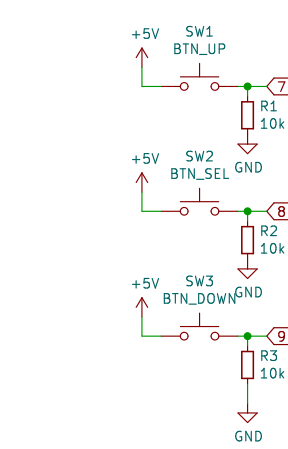 +5V
SW1
BTN_UP
7
R1
10k
GND
+5V
SW2
BTN_SEL
8
R2
10k
GND
+5V
SW3
BTN_DOWN
9
R3
10k
GND